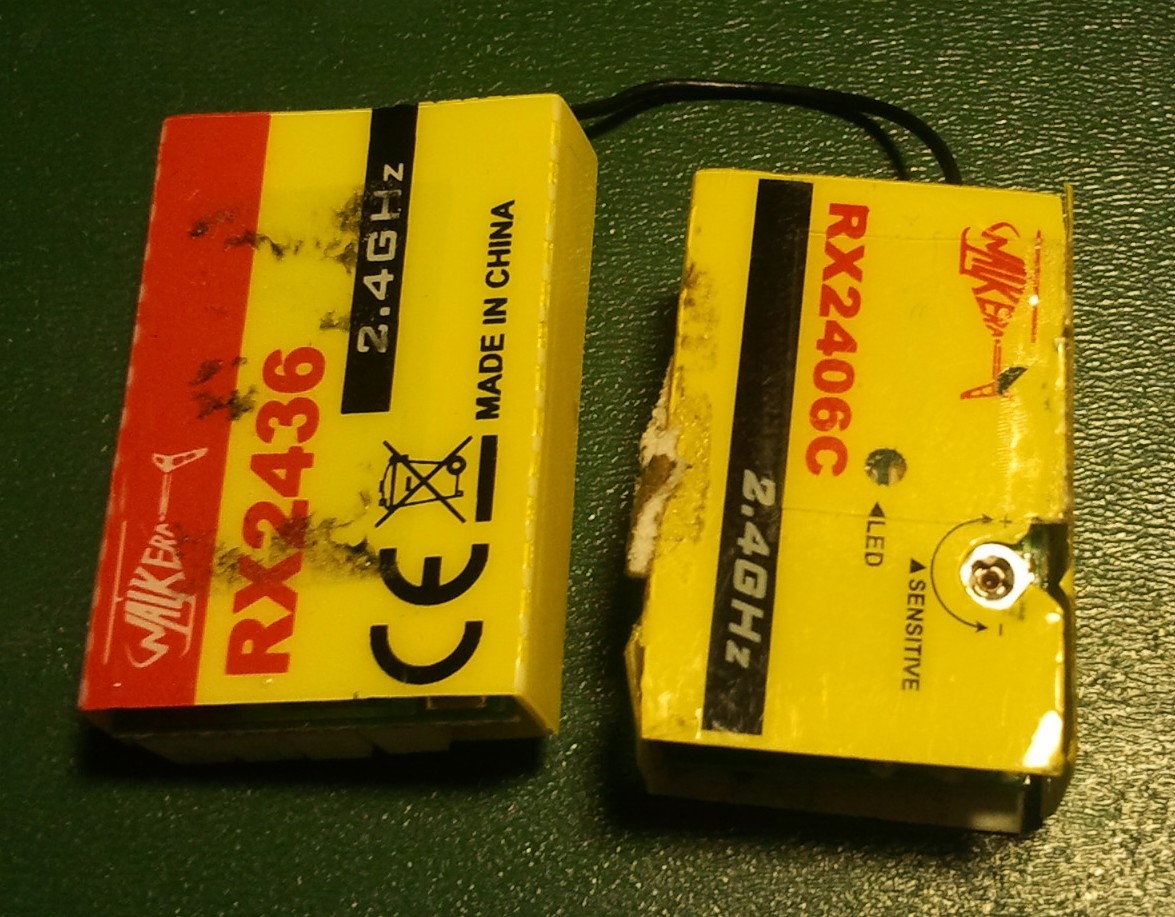 WALKERA
RX2436
2.4GHz
CE
MADE IN CHINA
WALKERA
RX2406C
2.4GHz
LED
SENSITIVE
+
-